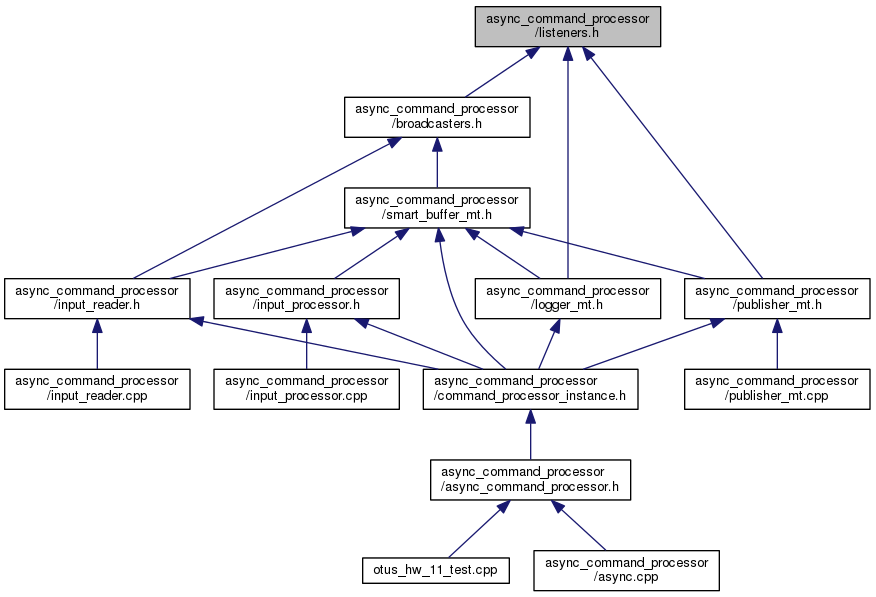 async_command_processor
/listeners.h
async_command_processor
/broadcasters.h
async_command_processor
/smart_buffer_mt.h
async_command_processor
/input_reader.h
async_command_processor
/input_processor.h
async_command_processor
/logger_mt.h
async_command_processor
/publisher_mt.h
async_command_processor
/input_reader.cpp
async_command_processor
/input_processor.cpp
async_command_processor
/command_processor_instance.h
async_command_processor
/publisher_mt.cpp
async_command_processor
/async_command_processor.h
otus_hw_11_test.cpp
async_command_processor
/async.cpp